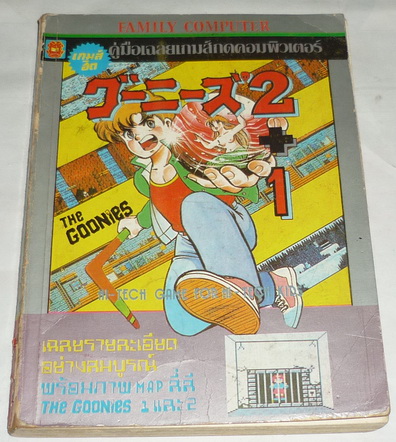 FAMILY COMPUTER
คู่มือเฉลยเกมส์กดคอมพิวเตอร์
เกมส์
ฮิต
グーニーズ 2
+
1
THE
GOONIES
เฉลยรายละเอียด
อย่างสมบูรณ์
พร้อมภาพ MAP สี่สี
THE GOONIES 1 และ 2